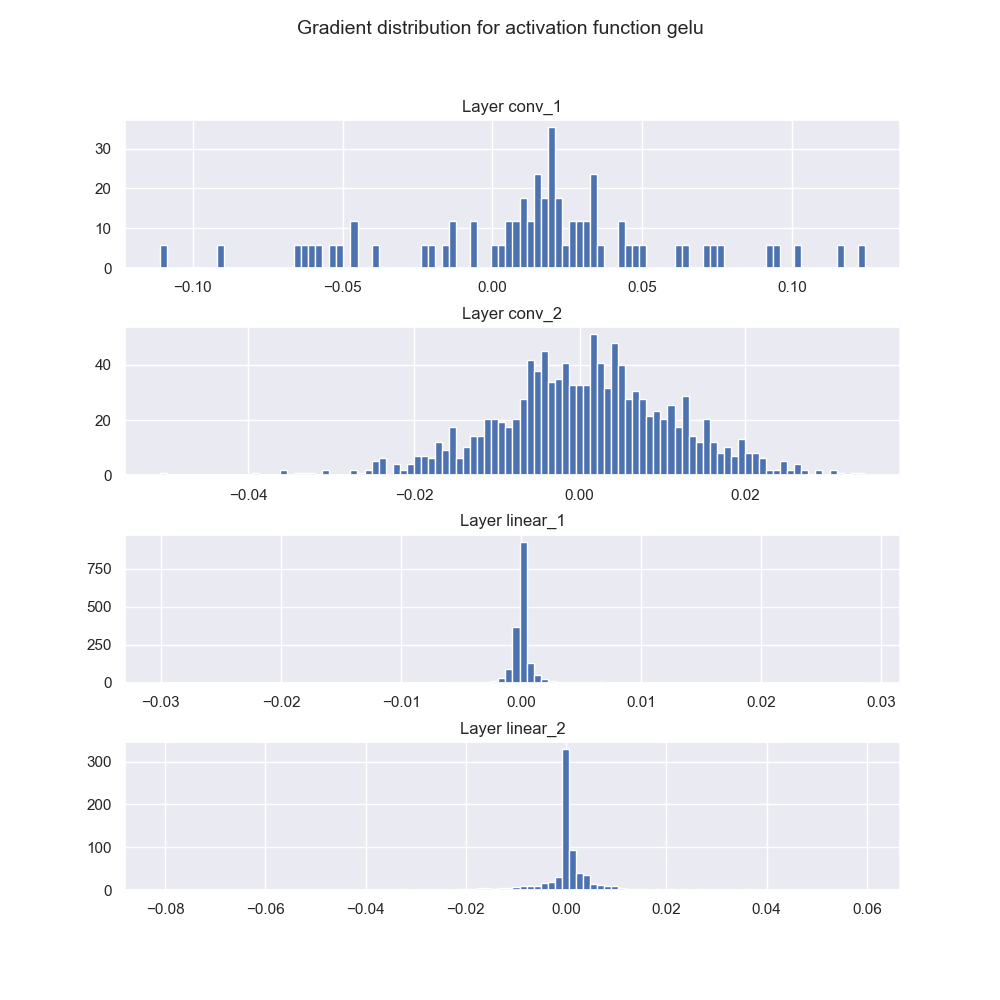 Gradient distribution for activation function gelu
Layer conv_1
30
20
10
0
−0.10 −0.05 0.00 0.05 0.10
Layer conv_2
40
20
0
−0.04 −0.02 0.00 0.02
Layer linear_1
750
500
250
0
−0.03 −0.02 −0.01 0.00 0.01 0.02 0.03
Layer linear_2
300
200
100
0
−0.08 −0.06 −0.04 −0.02 0.00 0.02 0.04 0.06